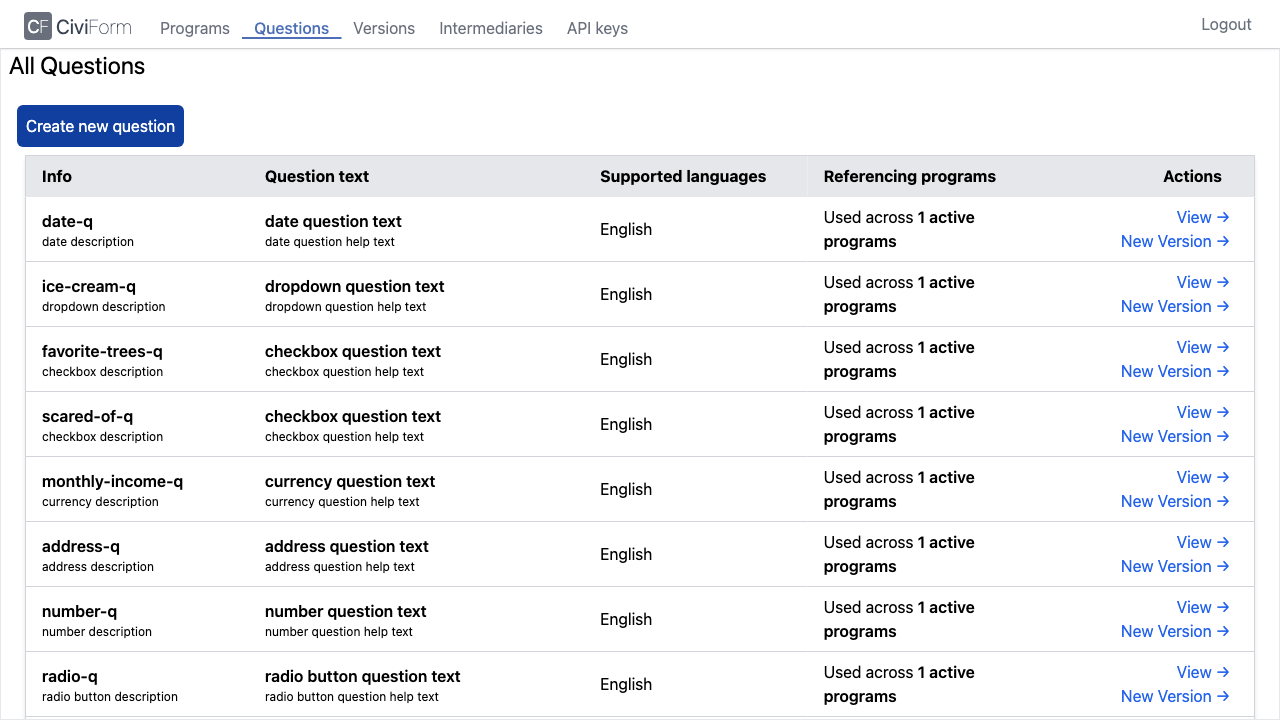 CF CiviForm Programs Questions Versions Intermediaries API keys Logout
All Questions
Create new question
Info Question text Supported languages Referencing programs Actions
date-q date question text English Used across 1 active programs View →
date description date question help text New Version →
ice-cream-q dropdown question text English Used across 1 active programs View →
dropdown description dropdown question help text New Version →
favorite-trees-q checkbox question text English Used across 1 active programs View →
checkbox description checkbox question help text New Version →
scared-of-q checkbox question text English Used across 1 active programs View →
checkbox description checkbox question help text New Version →
monthly-income-q currency question text English Used across 1 active programs View →
currency description currency question help text New Version →
address-q address question text English Used across 1 active programs View →
address description address question help text New Version →
number-q number question text English Used across 1 active programs View →
number description number question help text New Version →
radio-q radio button question text English Used across 1 active programs View →
radio button description radio button question help text New Version →